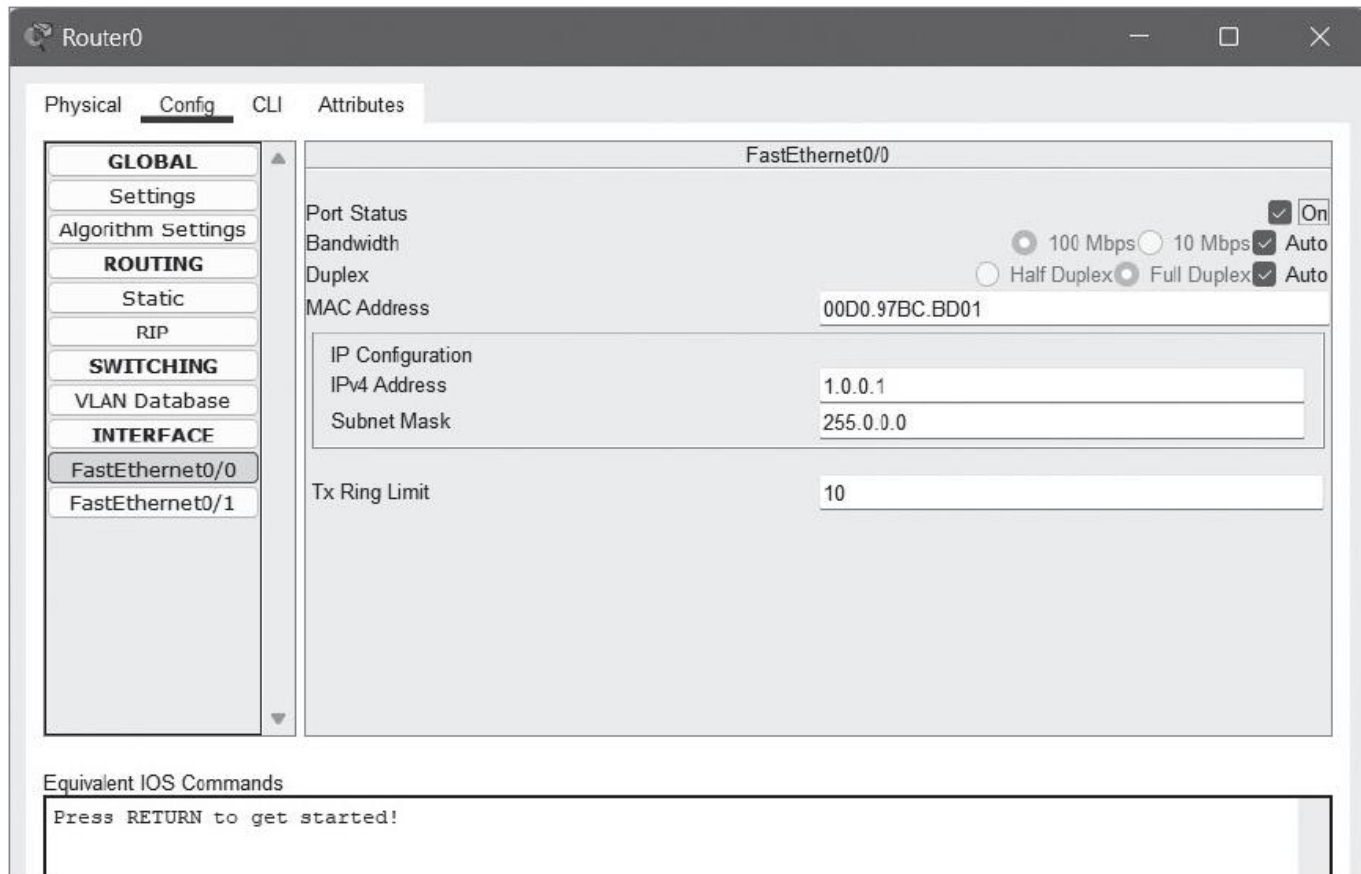 Router0
Physical Config CLI Attributes
GLOBAL
Settings
Algorithm Settings
ROUTING
Static
RIP
SWITCHING
VLAN Database
INTERFACE
FastEthernet0/0
FastEthernet0/1
FastEthernet0/0
Port Status On
Bandwidth 100 Mbps 10 Mbps Auto
Duplex Half Duplex Full Duplex Auto
MAC Address 00D0.97BC.BD01
IP Configuration
IPv4 Address 1.0.0.1
Subnet Mask 255.0.0.0
Tx Ring Limit 10
Equivalent IOS Commands
Press RETURN to get started!